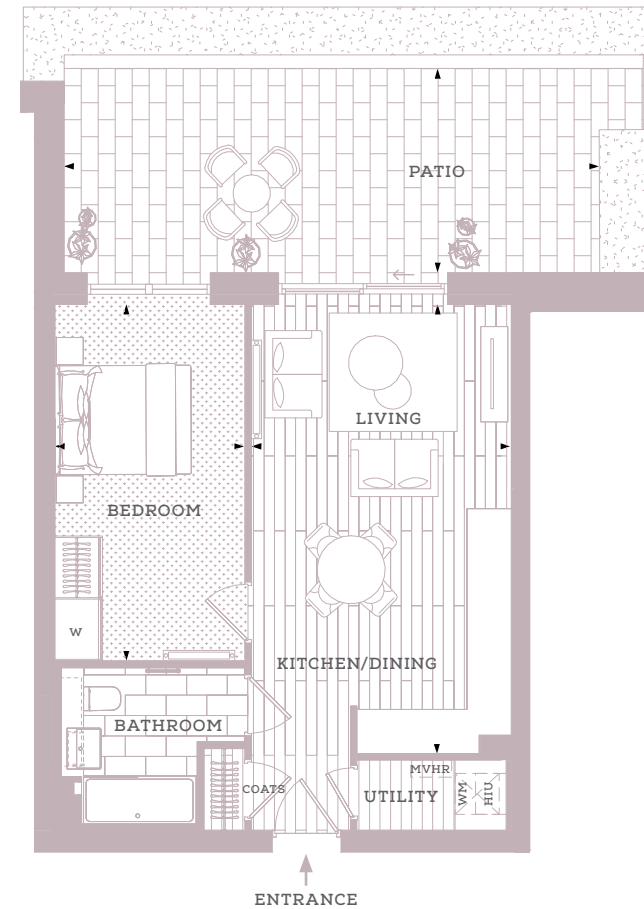 PATIO
LIVING
BEDROOM
W
KITCHEN/DINING
BATHROOM
MVHR
COATS
UTILITY
WM
HIU
ENTRANCE